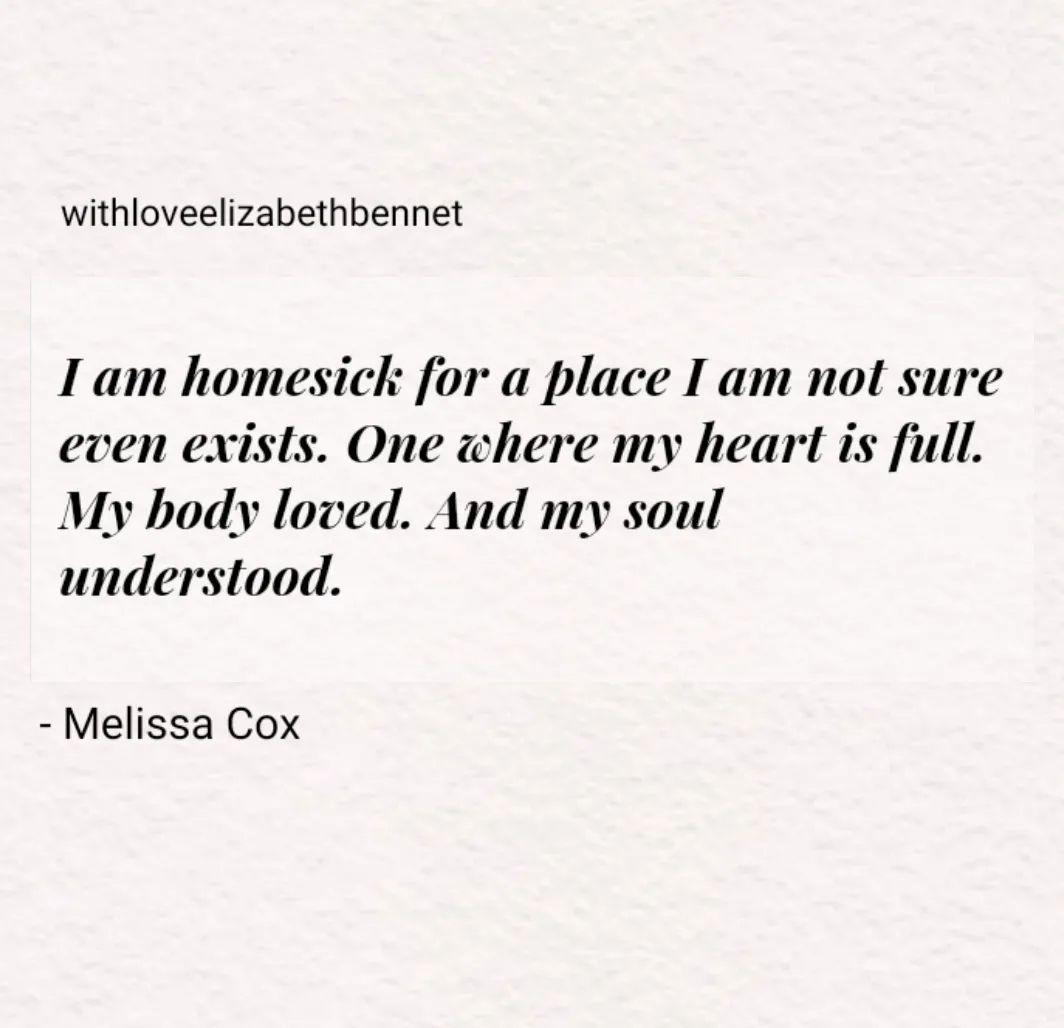 withloveelizabethbennet
I am homesick for a place I am not sure
even exists. One where my heart is full.
My body loved. And my soul
understood.
- Melissa Cox